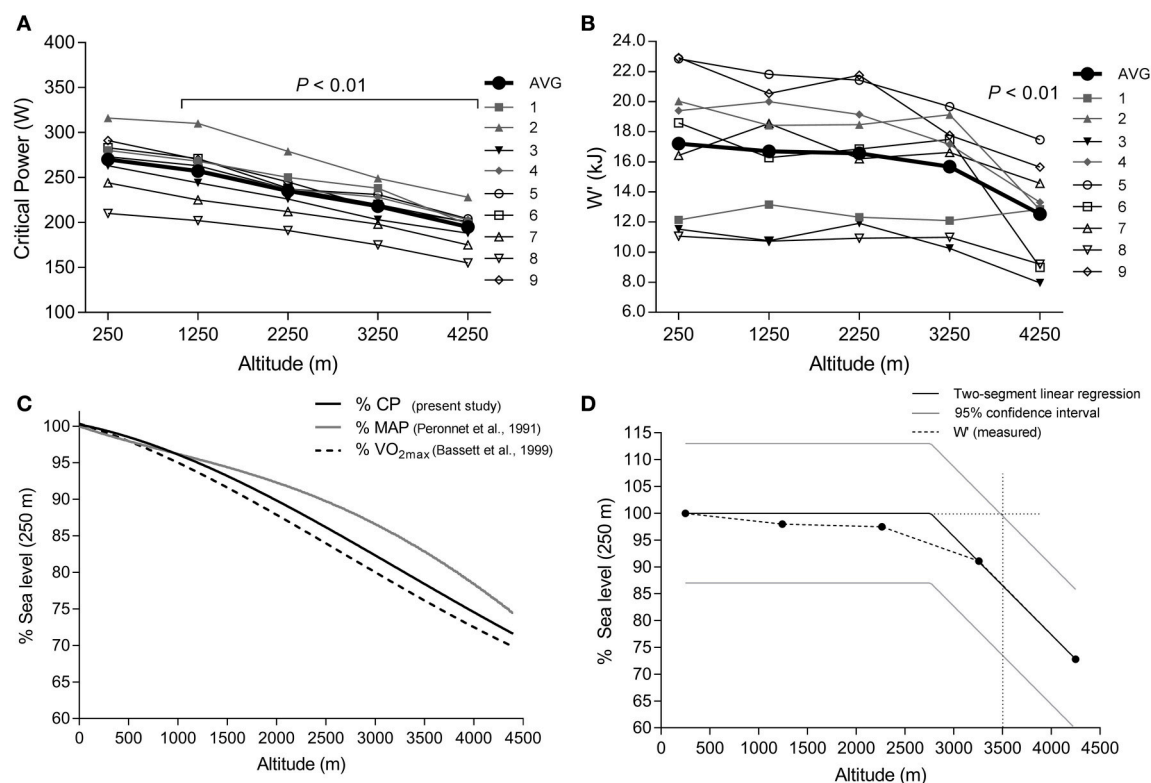 A
400
350
300
250
200
150
100
Critical Power (W)
P < 0.01
250 1250 2250 3250 4250
Altitude (m)
AVG
1
2
3
4
5
6
7
8
9
B
24.0
22.0
20.0
18.0
16.0
14.0
12.0
10.0
8.0
6.0
W' (kJ)
P < 0.01
250 1250 2250 3250 4250
Altitude (m)
AVG
1
2
3
4
5
6
7
8
9
C
% CP (present study)
% MAP (Peronnet et al., 1991)
% VO2max (Bassett et al., 1999)
100
95
90
85
80
75
70
65
60
% Sea level (250 m)
0 500 1000 1500 2000 2500 3000 3500 4000 4500
Altitude (m)
D
Two-segment linear regression
95% confidence interval
W' (measured)
115
110
105
100
95
90
85
80
75
70
65
60
% Sea level (250 m)
0 500 1000 1500 2000 2500 3000 3500 4000 4500
Altitude (m)